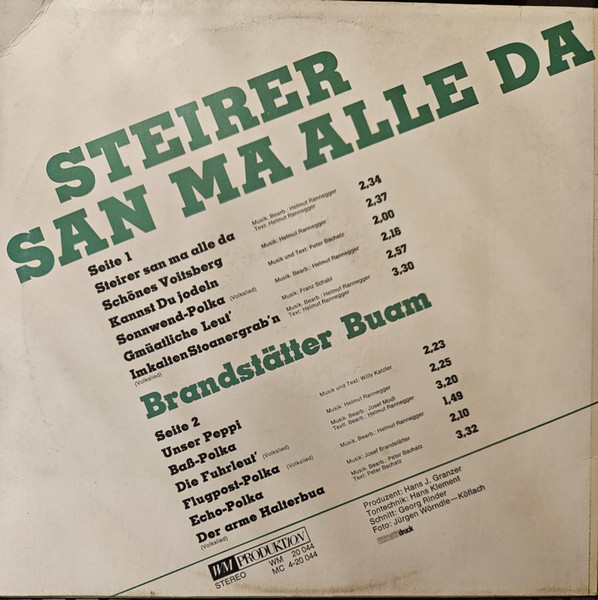 STEIRER
SAN MA ALLE DA
Seite 1
Steirer san ma alle da
Musik. Bearb.: Helmut Rannegger
Text: Helmut Rannegger
2,34
Schönes Voitsberg
Musik: Helmut Rannegger
2,37
Kannst Du jodeln
Musik und Text: Peter Bachatz
2,00
Sonnwend-Polka (Volkslied)
Musik. Bearb.: Helmut Rannegger
2,16
Gmüatliche Leut'
Musik: Franz Schabl
2,57
Im kalten Stoanergrab'n
(Volkslied)
Musik. Bearb.: Helmut Rannegger
Text: Helmut Rannegger
3,30
Brandstätter Buam
Seite 2
Unser Peppi
Musik und Text: Willy Katzler
2,23
Baß-Polka
Musik: Helmut Rannegger
2,25
Die Fuhrleut' (Volkslied)
Musik. Bearb.: Josef Modl
Text. Bearb.: Helmut Rannegger
3,20
Flugpost-Polka (Volkslied)
Musik. Bearb.: Helmut Rannegger
1,49
Echo-Polka
Musik: Josef Brandstätter
2,10
Der arme Halterbua
(Volkslied)
Musik. Bearb.: Peter Bachatz
Text: Peter Bachatz
3,32
Produzent: Hans J. Granzer
Tontechnik: Hans Klement
Schnitt: Georg Rinder
Foto: Jürgen Wörndle—Köflach
druck
WM PRODUKTION
STEREO
WM 20 044
MC 4-20 044